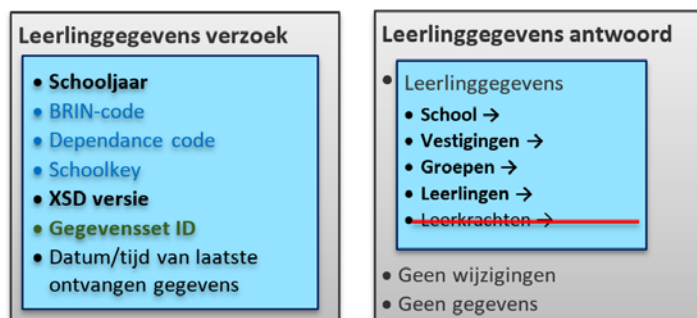 Leerlinggegevens verzoek
• Schooljaar
• BRIN-code
• Dependance code
• Schoolkey
• XSD versie
• Gegevensset ID
• Datum/tijd van laatste
ontvangen gegevens
Leerlinggegevens antwoord
• Leerlinggegevens
• School →
• Vestigingen →
• Groepen →
• Leerlingen →
• Leerkrachten →
• Geen wijzigingen
• Geen gegevens